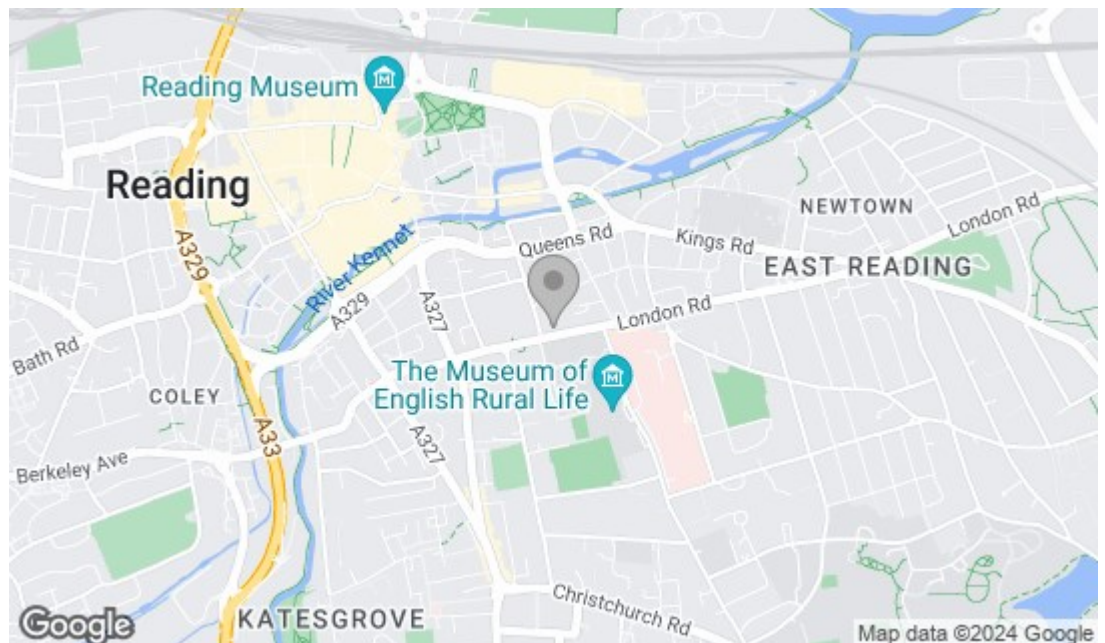 Reading Museum
Reading
NEWTOWN
London Rd
Queens Rd
Kings Rd
EAST READING
A329
River Kennet
A329
A327
London Rd
Bath Rd
The Museum of
English Rural Life
COLEY
A33
A327
Berkeley Ave
Christchurch Rd
KATESGROVE
Google
Map data ©2024 Google